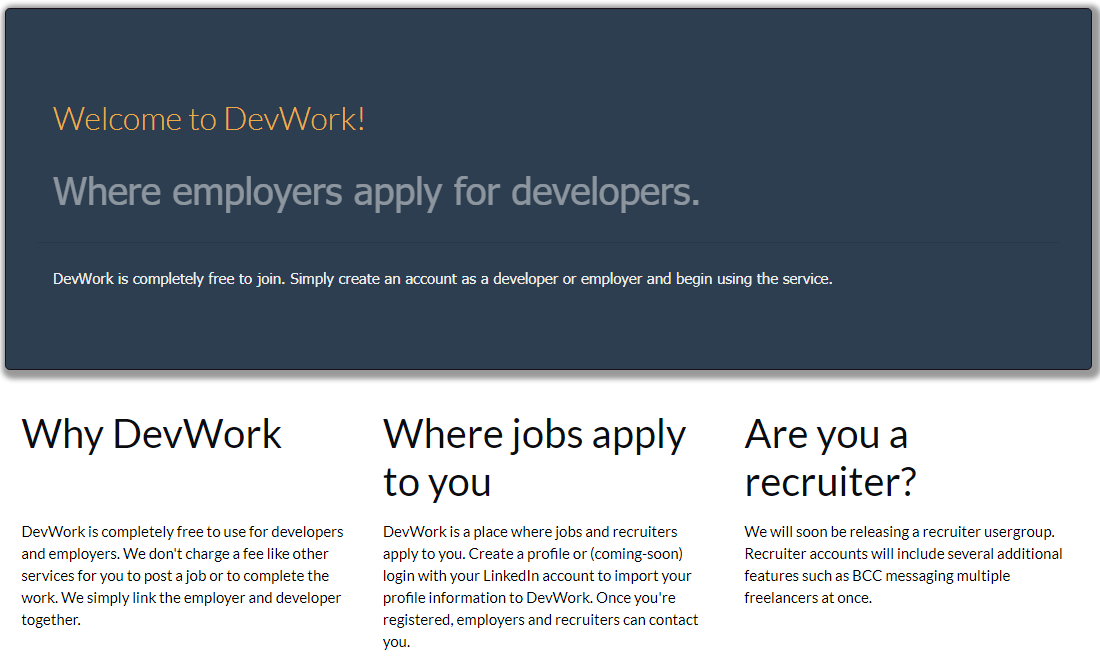 Welcome to DevWork!
Where employers apply for developers.
DevWork is completely free to join. Simply create an account as a developer or employer and begin using the service.
Why DevWork
DevWork is completely free to use for developers
and employers. We don't charge a fee like other
services for you to post a job or to complete the
work. We simply link the employer and developer
together.
Where jobs apply
to you
DevWork is a place where jobs and recruiters
apply to you. Create a profile or (coming-soon)
login with your LinkedIn account to import your
profile information to DevWork. Once you're
registered, employers and recruiters can contact
you.
Are you a
recruiter?
We will soon be releasing a recruiter usergroup.
Recruiter accounts will include several additional
features such as BCC messaging multiple
freelancers at once.